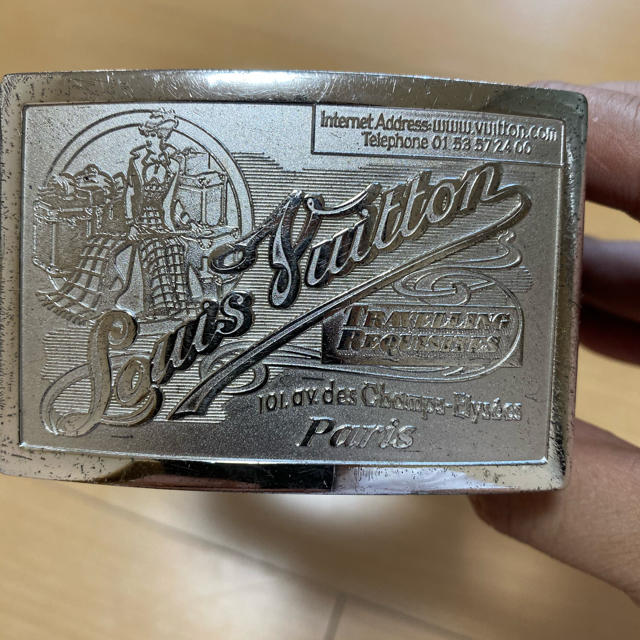 Internet Address:www.vuitton.com
Telephone 01 53 57 24 00
Louis Vuitton
TRAVELLING
REQUISITES
101. av. des Champs-Elysées
Paris